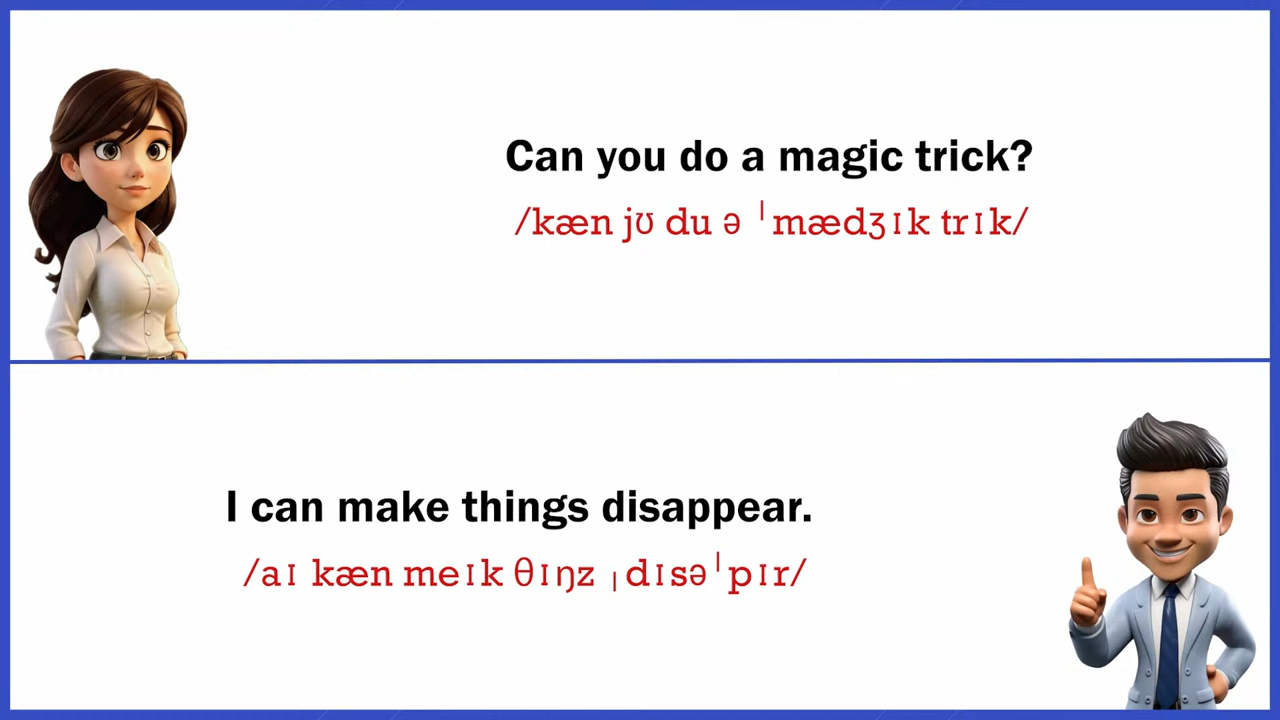 Can you do a magic trick?
/kæn jʊ du ə ˈmædʒɪk trɪk/
I can make things disappear.
/aɪ kæn meɪk θɪŋz ˌdɪsəˈpɪr/